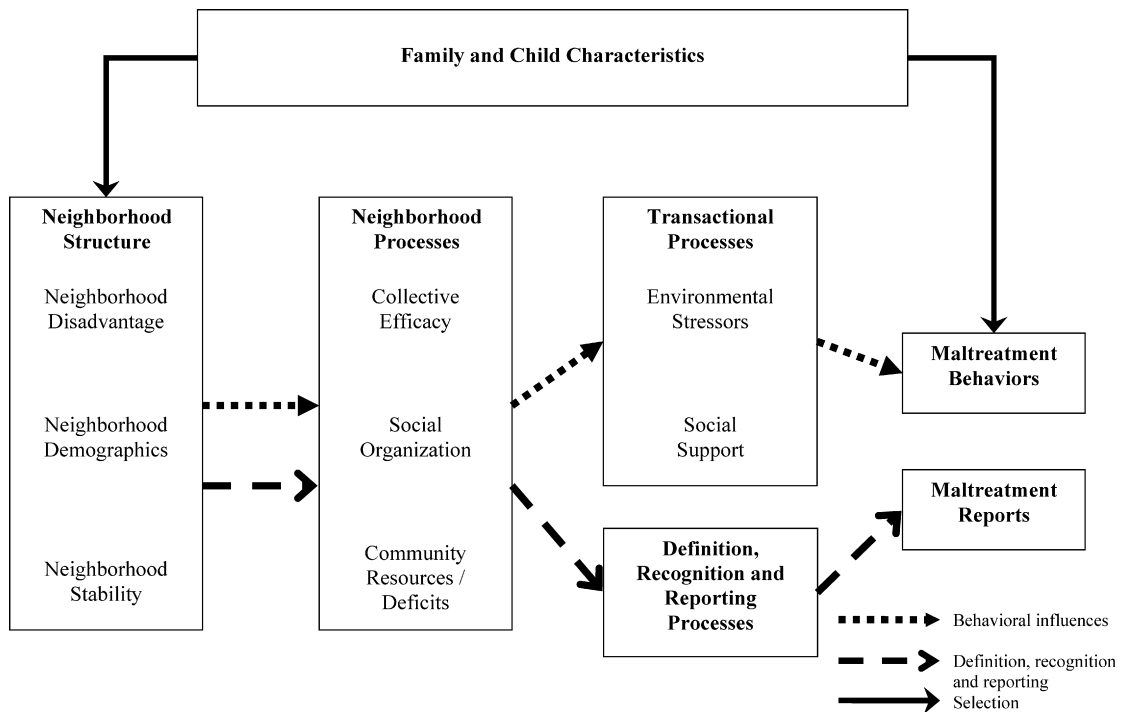 Family and Child Characteristics
Neighborhood
Structure
Neighborhood
Disadvantage
Neighborhood
Demographics
Neighborhood
Stability
Neighborhood
Processes
Collective
Efficacy
Social
Organization
Community
Resources /
Deficits
Transactional
Processes
Environmental
Stressors
Social
Support
Definition,
Recognition and
Reporting
Processes
Maltreatment
Behaviors
Maltreatment
Reports
Behavioral influences
Definition, recognition
and reporting
Selection